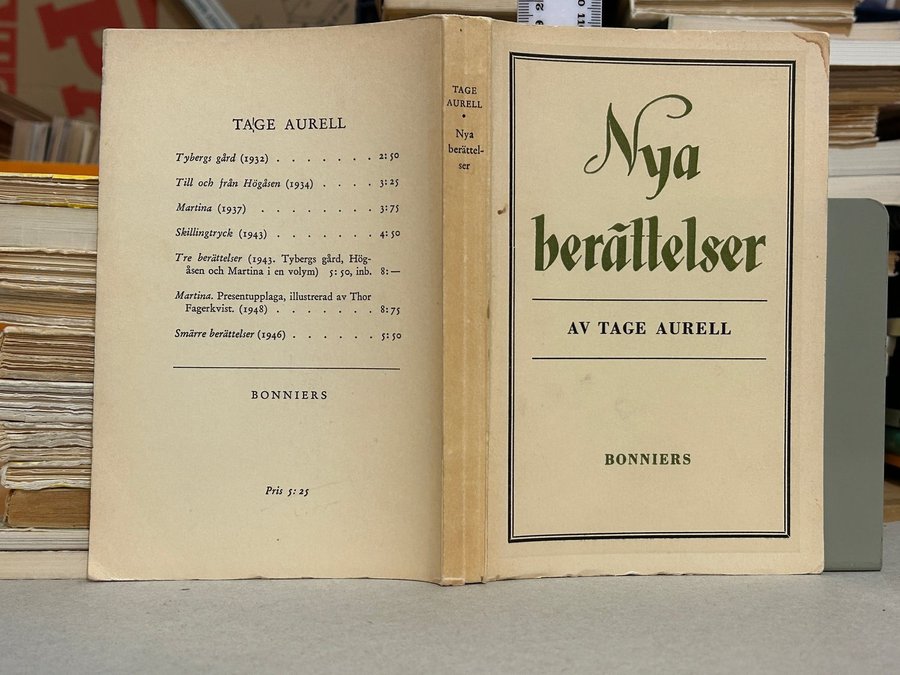 TAGE AURELL
Tybergs gård (1932) . . . . . . . 2:50
Till och från Högåsen (1934) . . . . 3:25
Martina (1937) . . . . . . . . 3:75
Skillingtryck (1943) . . . . . . . 4:50
Tre berättelser (1943. Tybergs gård, Hög-
åsen och Martina i en volym) 5:50, inb. 8:—
Martina. Presentupplaga, illustrerad av Thor
Fagerkvist. (1948) . . . . . . . 8:75
Smärre berättelser (1946) . . . . . . 5:50
BONNIERS
Pris 5:25
TAGE
AURELL
•
Nya
berättel-
ser
Nya
berättelser
AV TAGE AURELL
BONNIERS